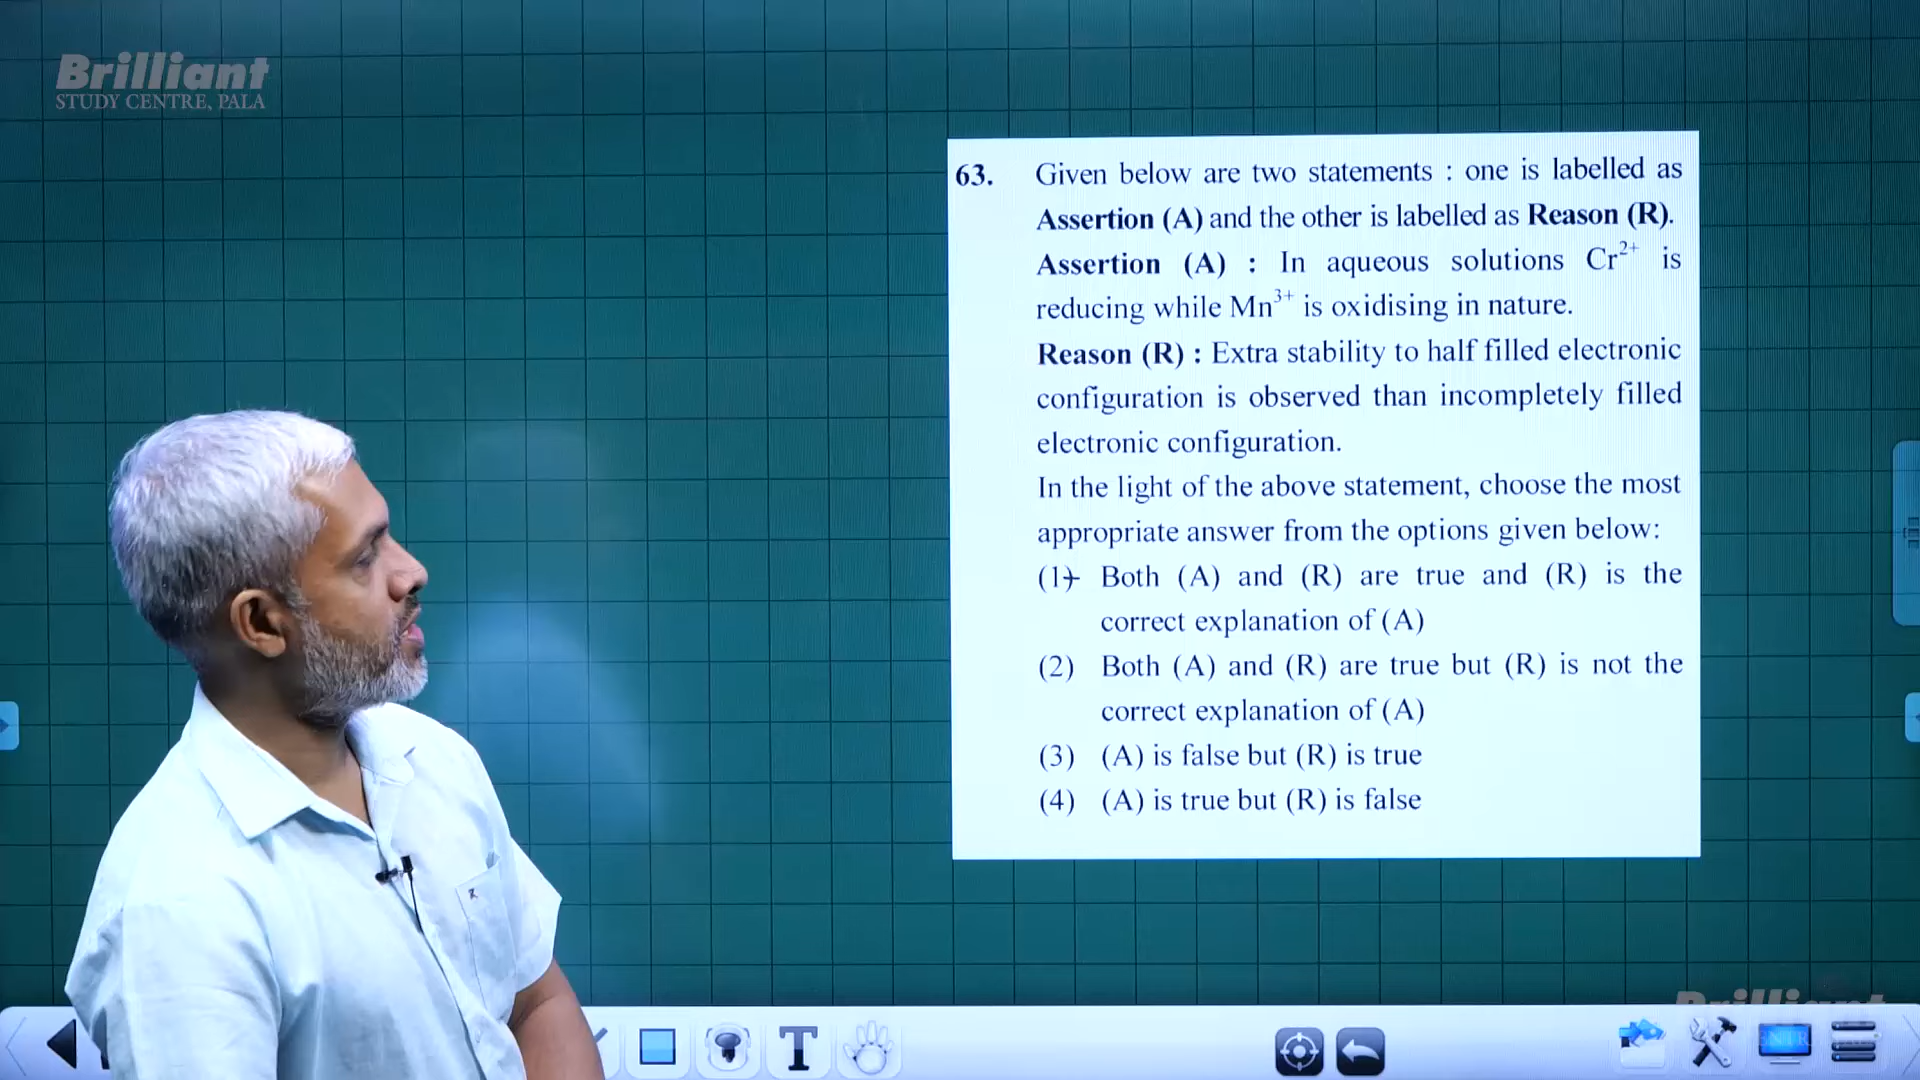 Brilliant
STUDY CENTRE, PALA
63. Given below are two statements : one is labelled as
Assertion (A) and the other is labelled as Reason (R).
Assertion (A) : In aqueous solutions Cr²⁺ is
reducing while Mn³⁺ is oxidising in nature.
Reason (R) : Extra stability to half filled electronic
configuration is observed than incompletely filled
electronic configuration.
In the light of the above statement, choose the most
appropriate answer from the options given below:
(1) Both (A) and (R) are true and (R) is the
correct explanation of (A)
(2) Both (A) and (R) are true but (R) is not the
correct explanation of (A)
(3) (A) is false but (R) is true
(4) (A) is true but (R) is false
Brilliant
T